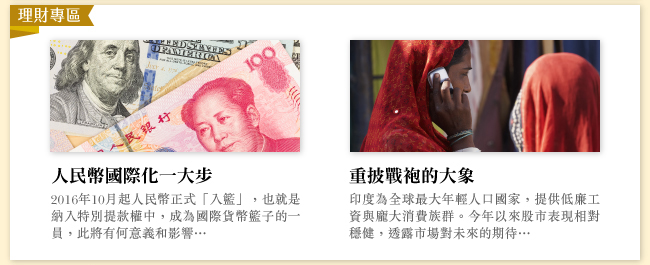 理財專區
100
人民幣國際化一大步
2016年10月起人民幣正式「入籃」，也就是
納入特別提款權中，成為國際貨幣籃子的一
員，此將有何意義和影響…
重披戰袍的大象
印度為全球最大年輕人口國家，提供低廉工
資與龐大消費族群。今年以來股市表現相對
穩健，透露市場對未來的期待…